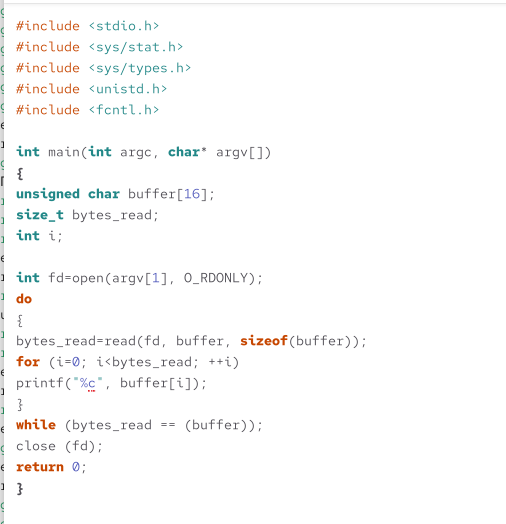 #include <stdio.h>
#include <sys/stat.h>
#include <sys/types.h>
#include <unistd.h>
#include <fcntl.h>
int main(int argc, char* argv[])
{
unsigned char buffer[16];
size_t bytes_read;
int i;
int fd=open(argv[1], O_RDONLY);
do
{
bytes_read=read(fd, buffer, sizeof(buffer));
for (i=0; i<bytes_read; ++i)
printf("%c", buffer[i]);
}
while (bytes_read == (buffer));
close (fd);
return 0;
}